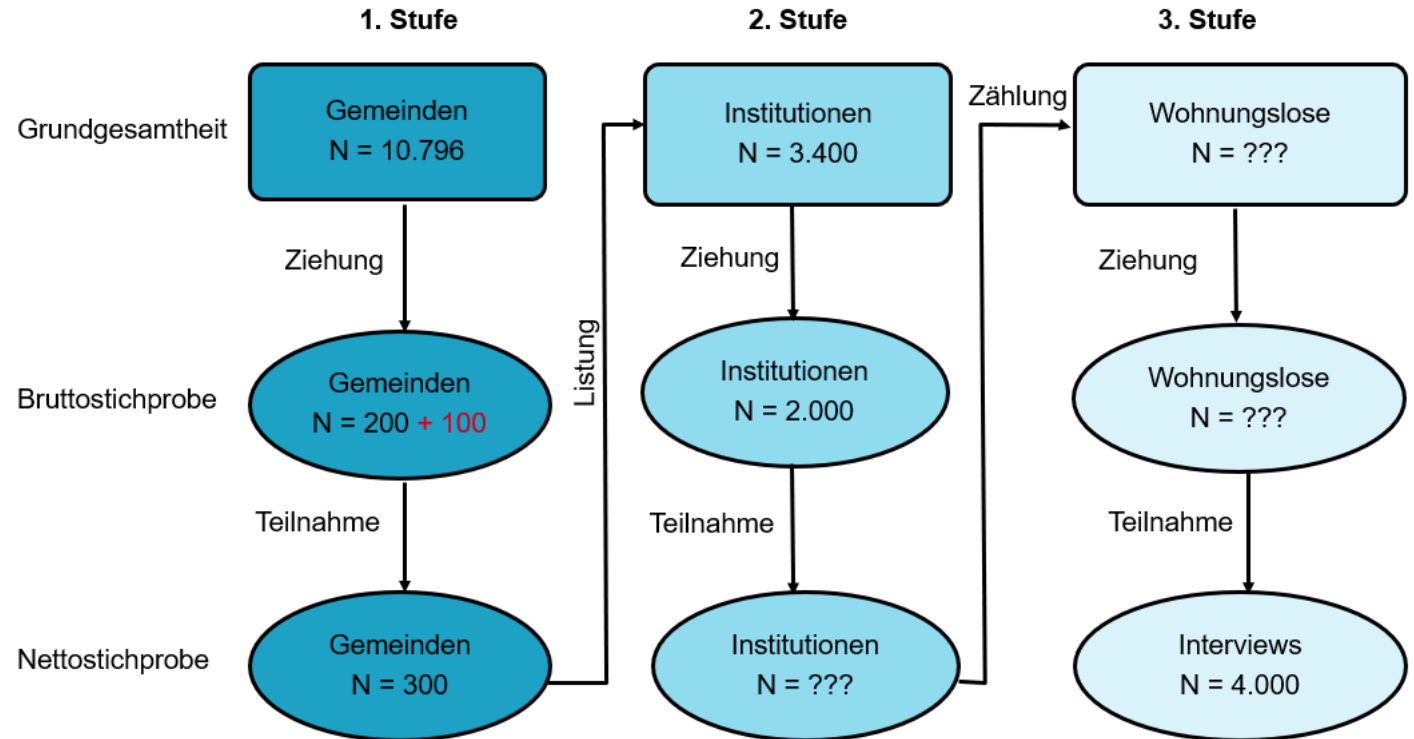 1. Stufe
2. Stufe
3. Stufe
Grundgesamtheit
Gemeinden
N = 10.796
Institutionen
N = 3.400
Zählung
Wohnungslose
N = ???
Ziehung
Ziehung
Ziehung
Listung
Bruttostichprobe
Gemeinden
N = 200 + 100
Institutionen
N = 2.000
Wohnungslose
N = ???
Teilnahme
Teilnahme
Teilnahme
Nettostichprobe
Gemeinden
N = 300
Institutionen
N = ???
Interviews
N = 4.000